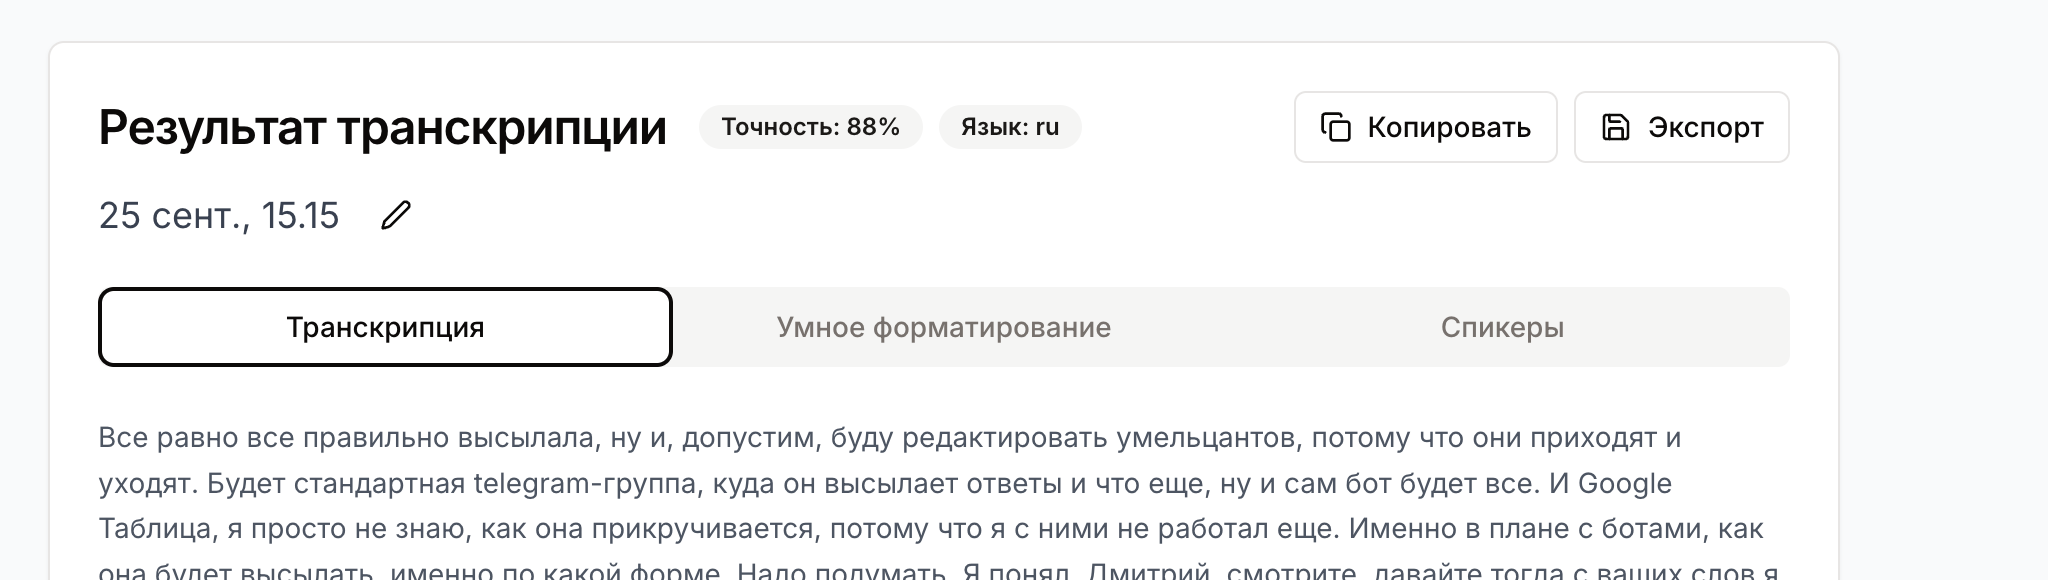 Результат транскрипции
Точность: 88%
Язык: ru
Копировать
Экспорт
25 сент., 15.15
Транскрипция
Умное форматирование
Спикеры
Все равно все правильно высылала, ну и, допустим, буду редактировать умельцантов, потому что они приходят и
уходят. Будет стандартная telegram-группа, куда он высылает ответы и что еще, ну и сам бот будет все. И Google
Таблица, я просто не знаю, как она прикручивается, потому что я с ними не работал еще. Именно в плане с ботами, как
она будет высылать, именно по какой форме. Надо подумать. Я понял, Дмитрий, смотрите, давайте тогда с ваших слов я